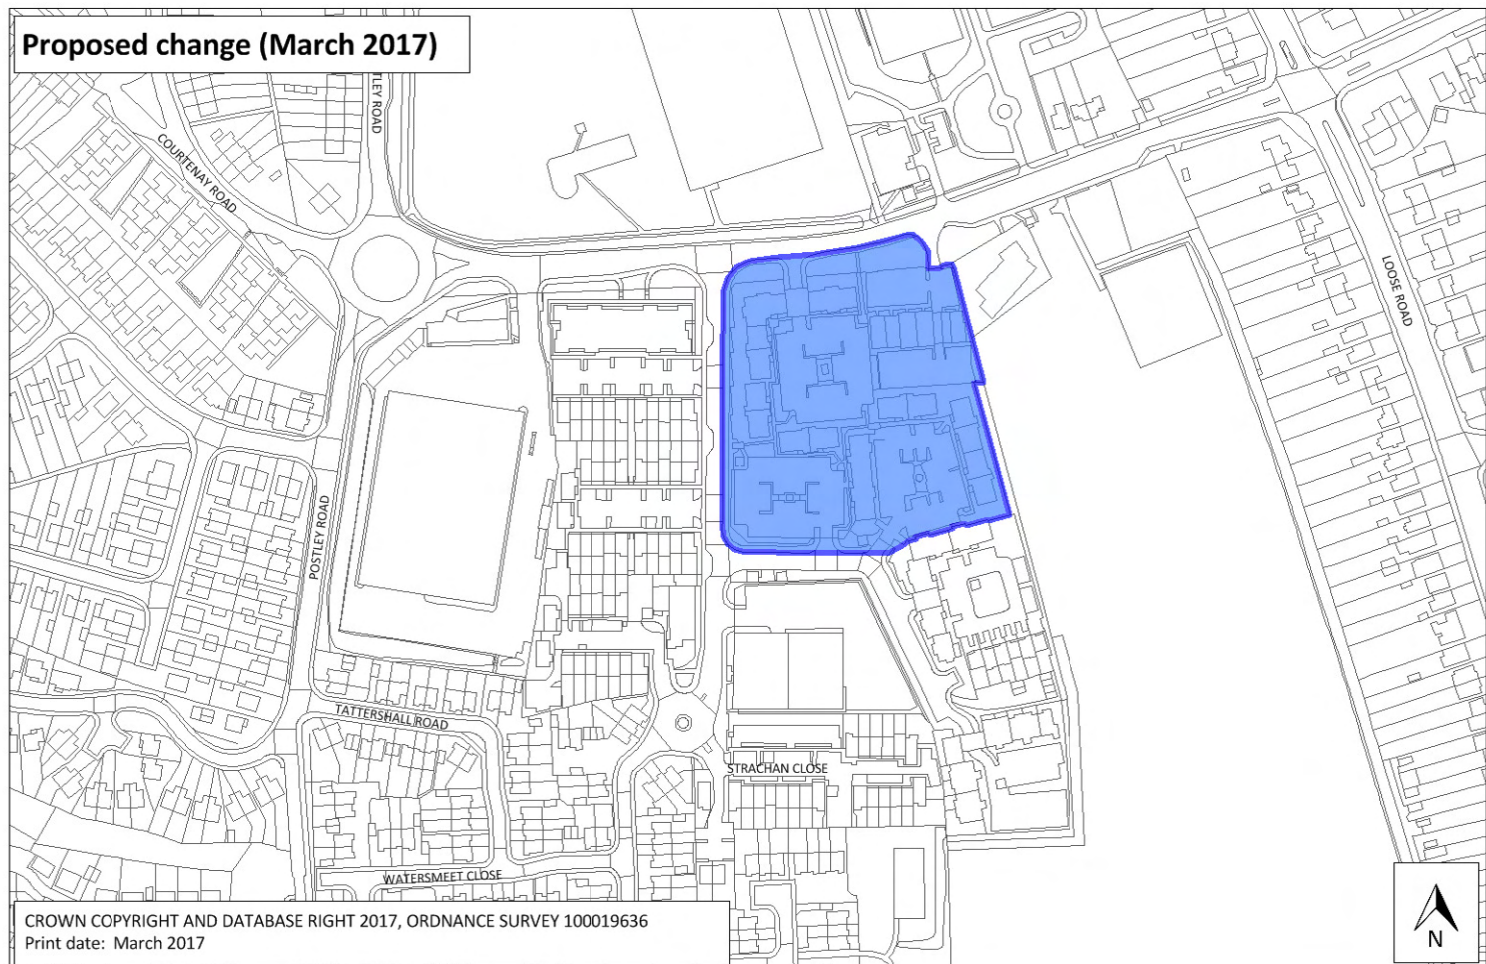 Proposed change (March 2017)
TLEY ROAD
COURTENAY ROAD
LOOSE ROAD
POSTLEY ROAD
TATTERSHALL ROAD
STRACHAN CLOSE
WATERSMEET CLOSE
CROWN COPYRIGHT AND DATABASE RIGHT 2017, ORDNANCE SURVEY 100019636
Print date: March 2017
N